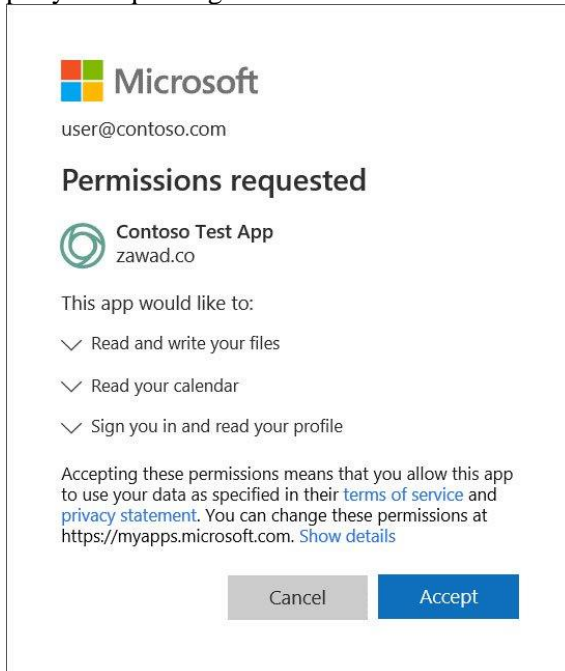 Microsoft
user@contoso.com
Permissions requested
Contoso Test App
zawad.co
This app would like to:
Read and write your files
Read your calendar
Sign you in and read your profile
Accepting these permissions means that you allow this app
to use your data as specified in their terms of service and
privacy statement. You can change these permissions at
https://myapps.microsoft.com. Show details
Cancel Accept